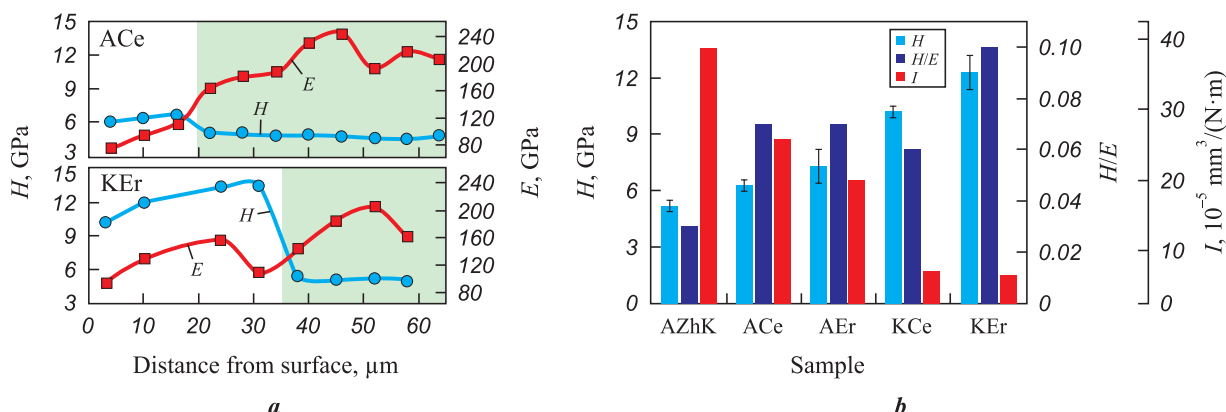 15
12
9
6
3
H, GPa
ACe
E
H
240
200
160
120
80
E, GPa
15
12
9
6
3
H, GPa
KEr
H
E
240
200
160
120
80
E, GPa
0 10 20 30 40 50 60
Distance from surface, µm
a
15
12
9
6
3
0
H, GPa
H
H/E
I
0.10
0.08
0.06
0.04
0.02
0
H/E
40
30
20
10
0
I, 10⁻⁵ mm³/(N·m)
AZhK ACe AEr KCe KEr
Sample
b